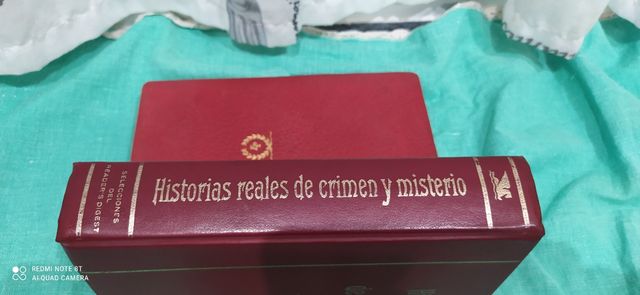 Historias reales de crimen y misterio
SELECCIONES
DEL
READER'S DIGEST
REDMI NOTE 8T
AI QUAD CAMERA